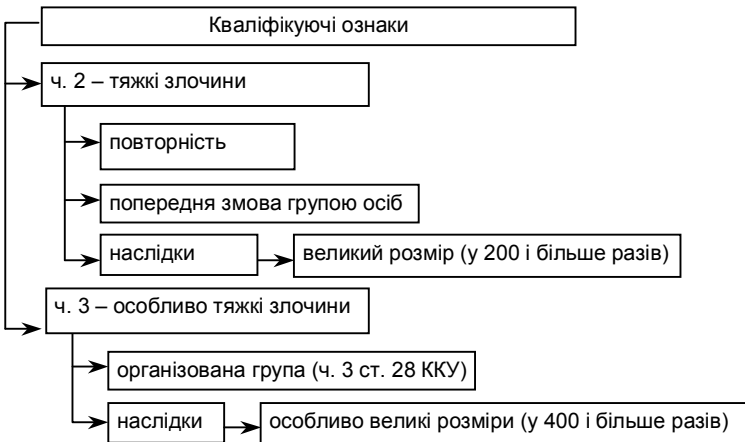 Кваліфікуючі ознаки
ч. 2 – тяжкі злочини
повторність
попередня змова групою осіб
наслідки
великий розмір (у 200 і більше разів)
ч. 3 – особливо тяжкі злочини
організована група (ч. 3 ст. 28 ККУ)
наслідки
особливо великі розміри (у 400 і більше разів)